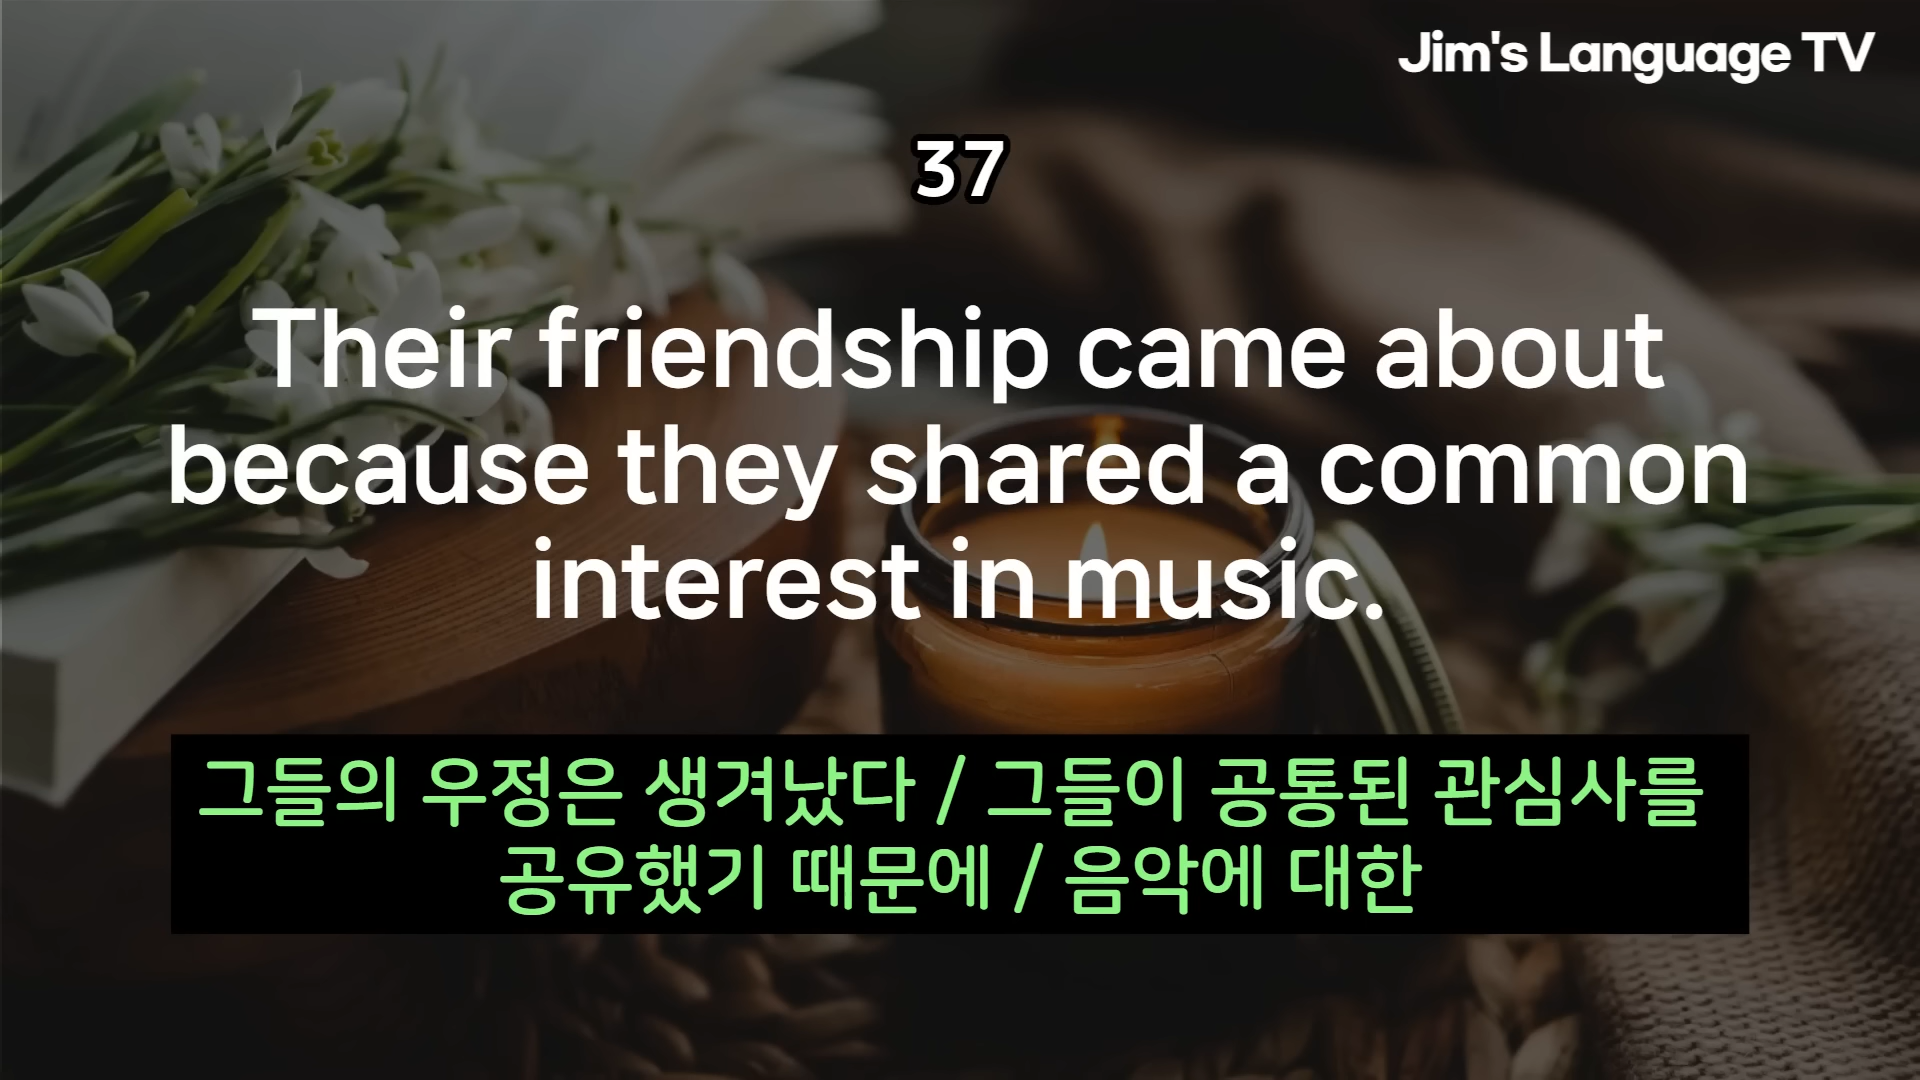 Jim's Language TV
37
Their friendship came about
because they shared a common
interest in music.
그들의 우정은 생겨났다 / 그들이 공통된 관심사를
공유했기 때문에 / 음악에 대한